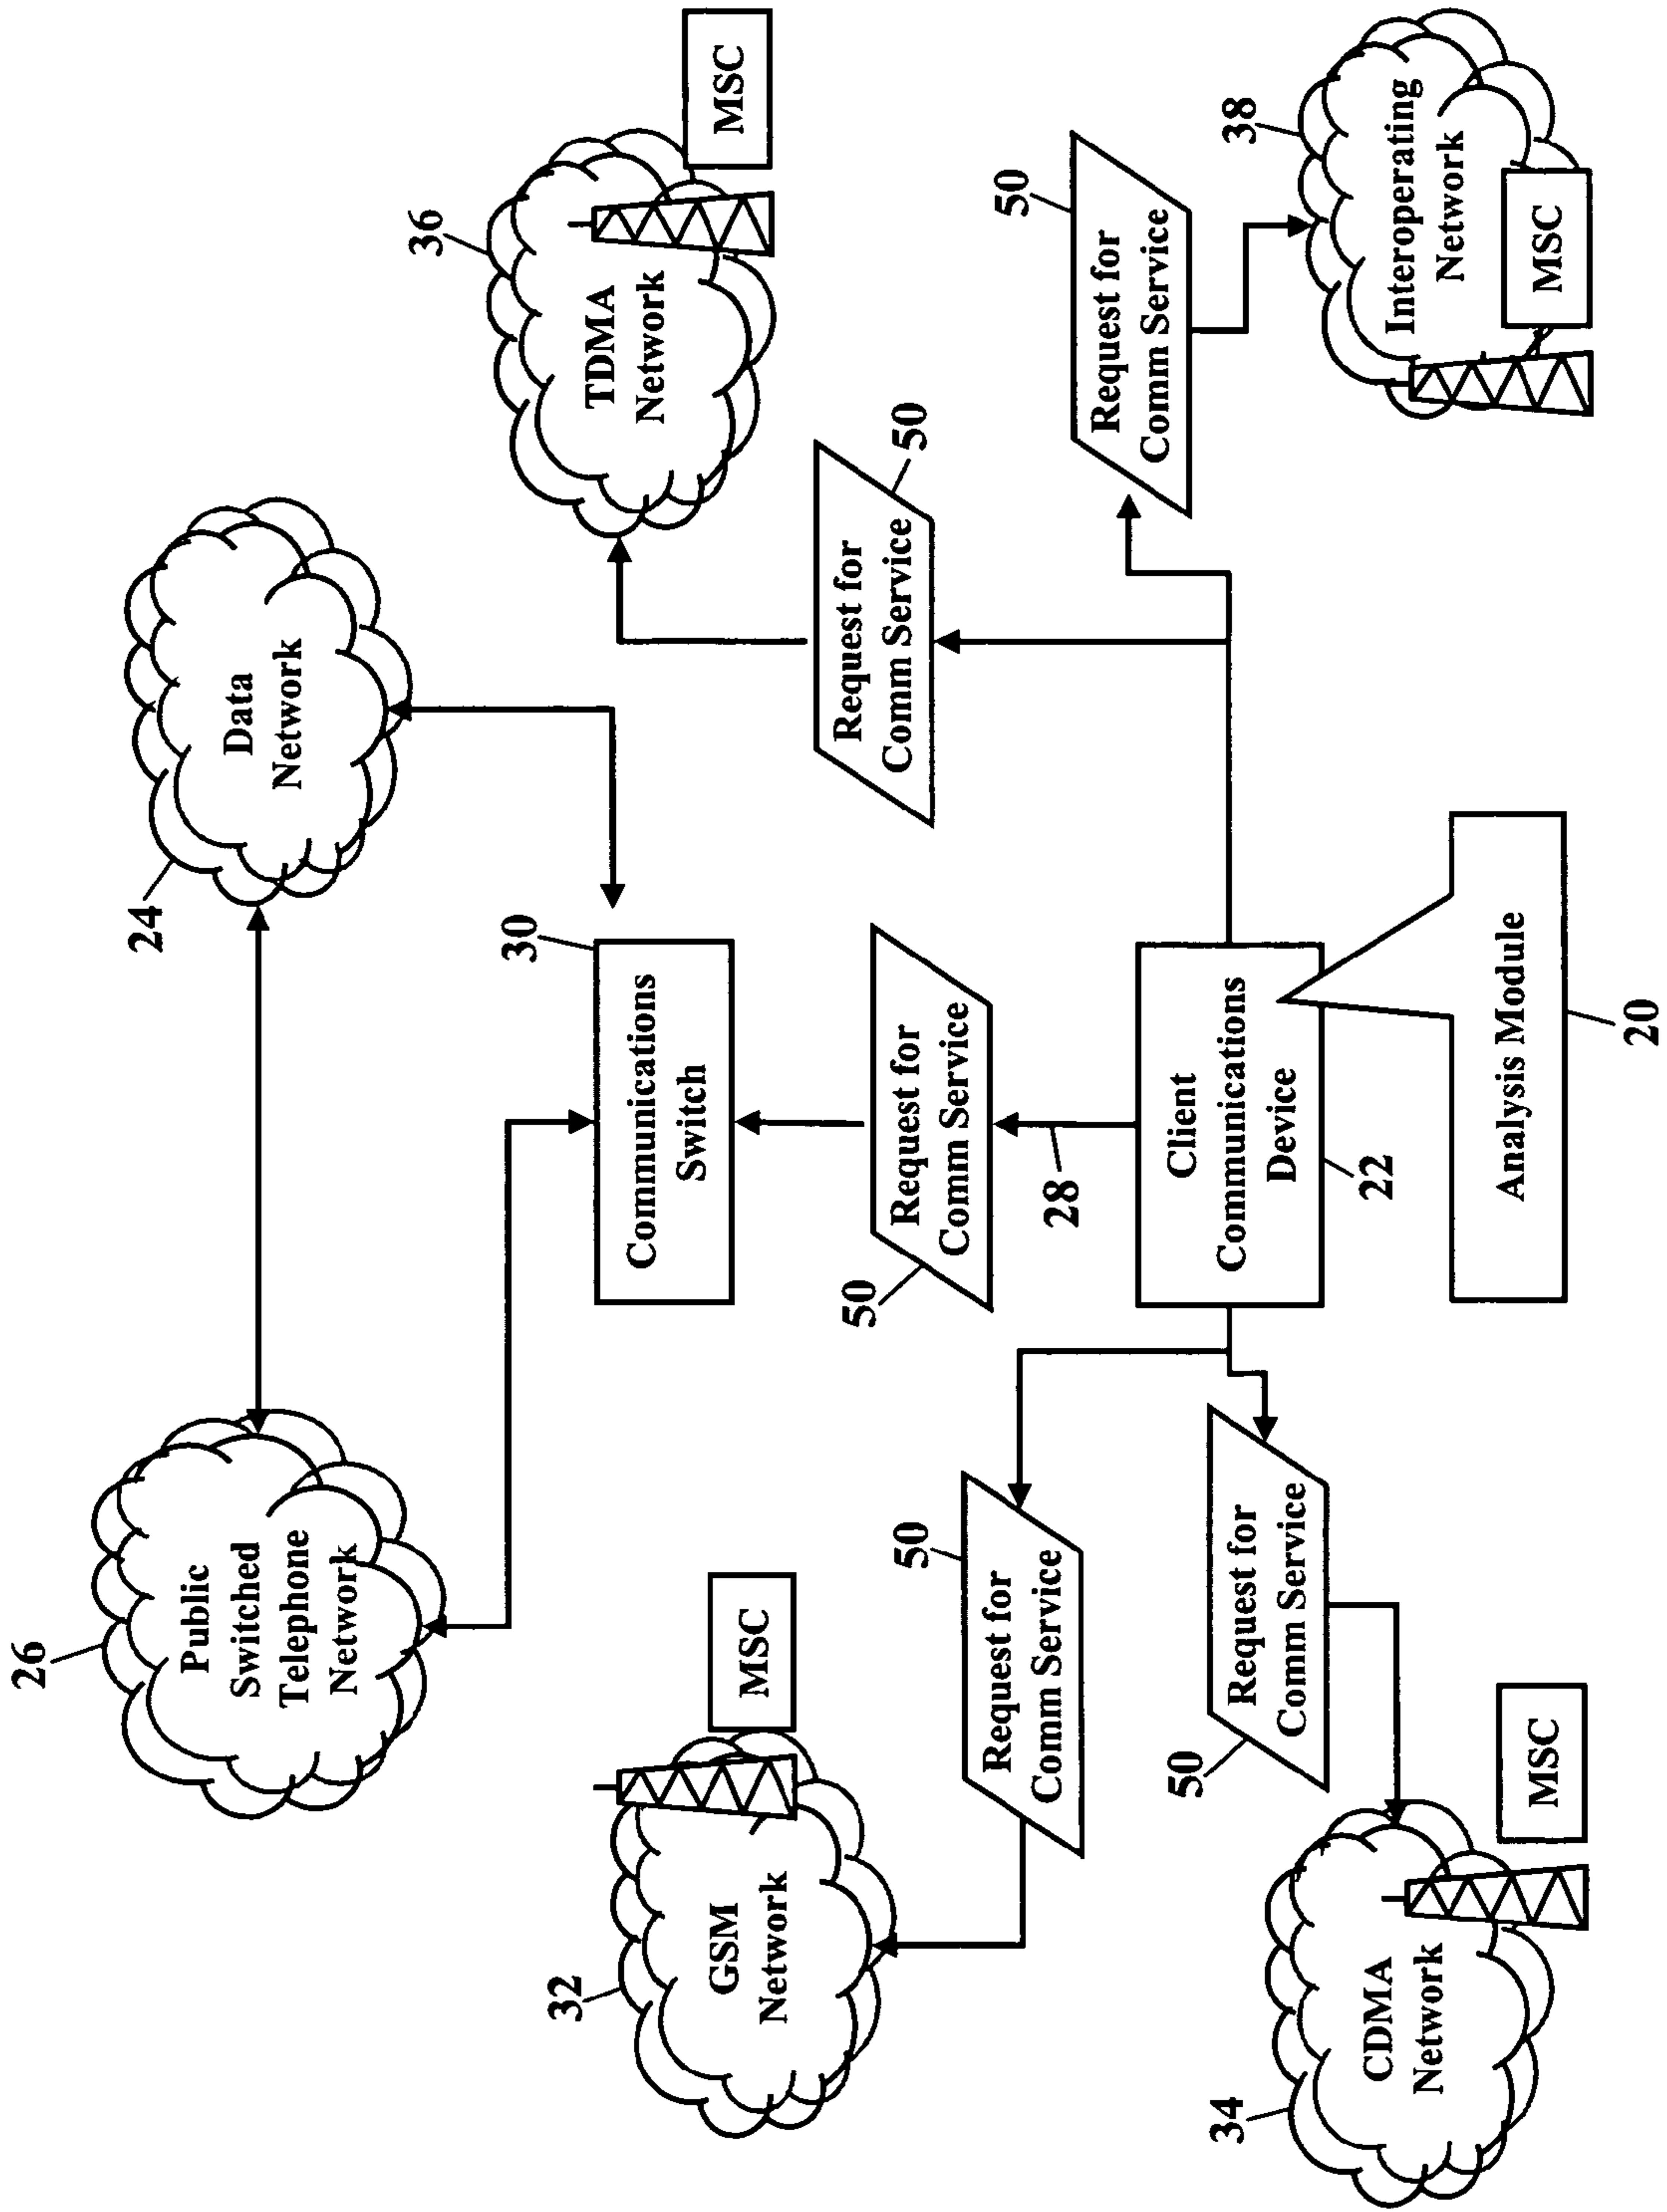 26
Public
Switched
Telephone
Network
24
Data
Network
32
GSM
Network
MSC
30
Communications
Switch
36
TDMA
Network
MSC
50
Request for
Comm Service
50
Request for
Comm Service
50
Request for
Comm Service
50
Request for
Comm Service
28
34
CDMA
Network
MSC
50
Request for
Comm Service
Client
Communications
Device
22
38
Interoperating
Network
MSC
Analysis Module
20